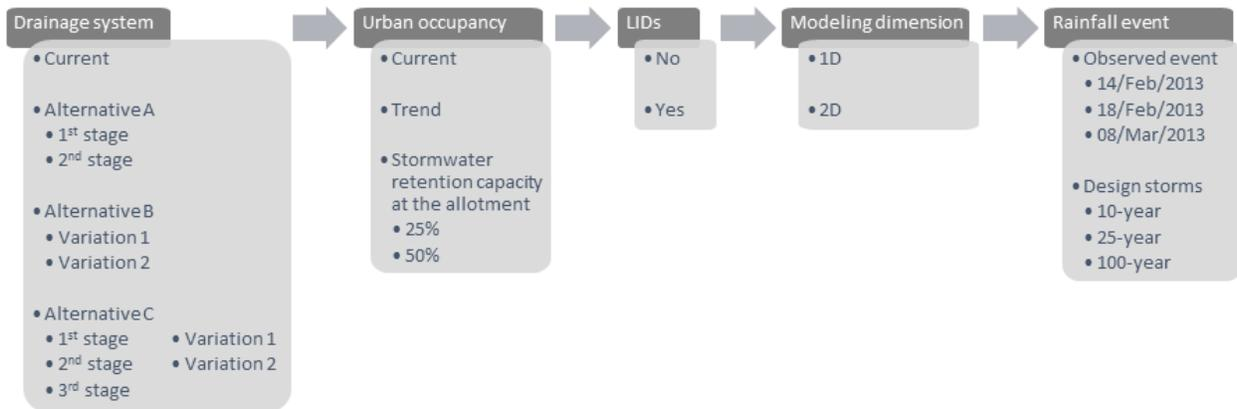 Drainage system
• Current
• Alternative A
• 1st stage
• 2nd stage
• Alternative B
• Variation 1
• Variation 2
• Alternative C
• 1st stage • Variation 1
• 2nd stage • Variation 2
• 3rd stage
Urban occupancy
• Current
• Trend
• Stormwater
retention capacity
at the allotment
• 25%
• 50%
LIDs
• No
• Yes
Modeling dimension
• 1D
• 2D
Rainfall event
• Observed event
• 14/Feb/2013
• 18/Feb/2013
• 08/Mar/2013
• Design storms
• 10-year
• 25-year
• 100-year